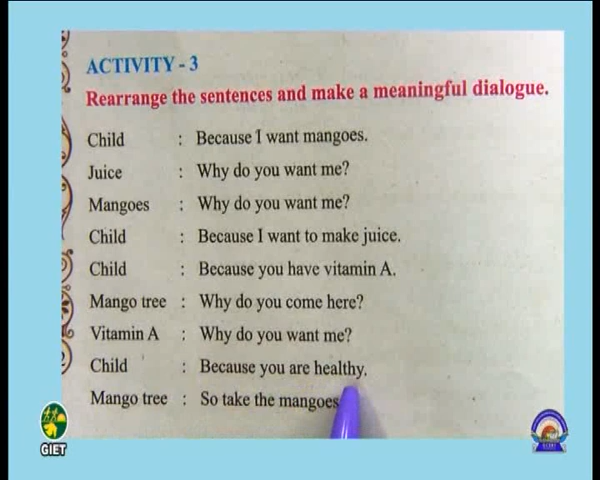 ACTIVITY - 3
Rearrange the sentences and make a meaningful dialogue.
Child : Because I want mangoes.
Juice : Why do you want me?
Mangoes : Why do you want me?
Child : Because I want to make juice.
Child : Because you have vitamin A.
Mango tree : Why do you come here?
Vitamin A : Why do you want me?
Child : Because you are healthy.
Mango tree : So take the mangoes
GIET